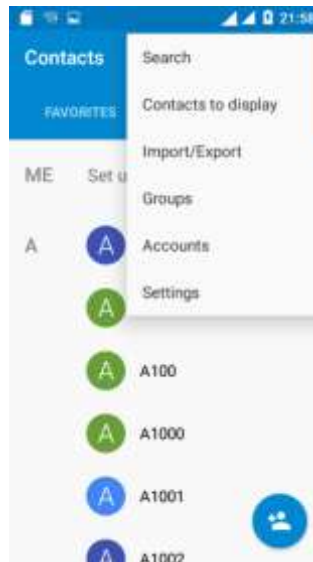 21:58
Contacts
Search
FAVORITES
Contacts to display
Import/Export
ME
Set u
Groups
A
A
Accounts
A
Settings
A
A100
A
A1000
A
A1001
A
A1002